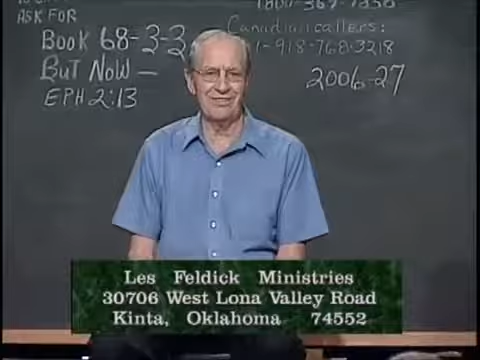 ASK FOR
Book 68-3-3
But Now —
EPH 2:13
Canadian callers:
1-918-768-3218
2006-27
Les Feldick Ministries
30706 West Lona Valley Road
Kinta, Oklahoma 74552